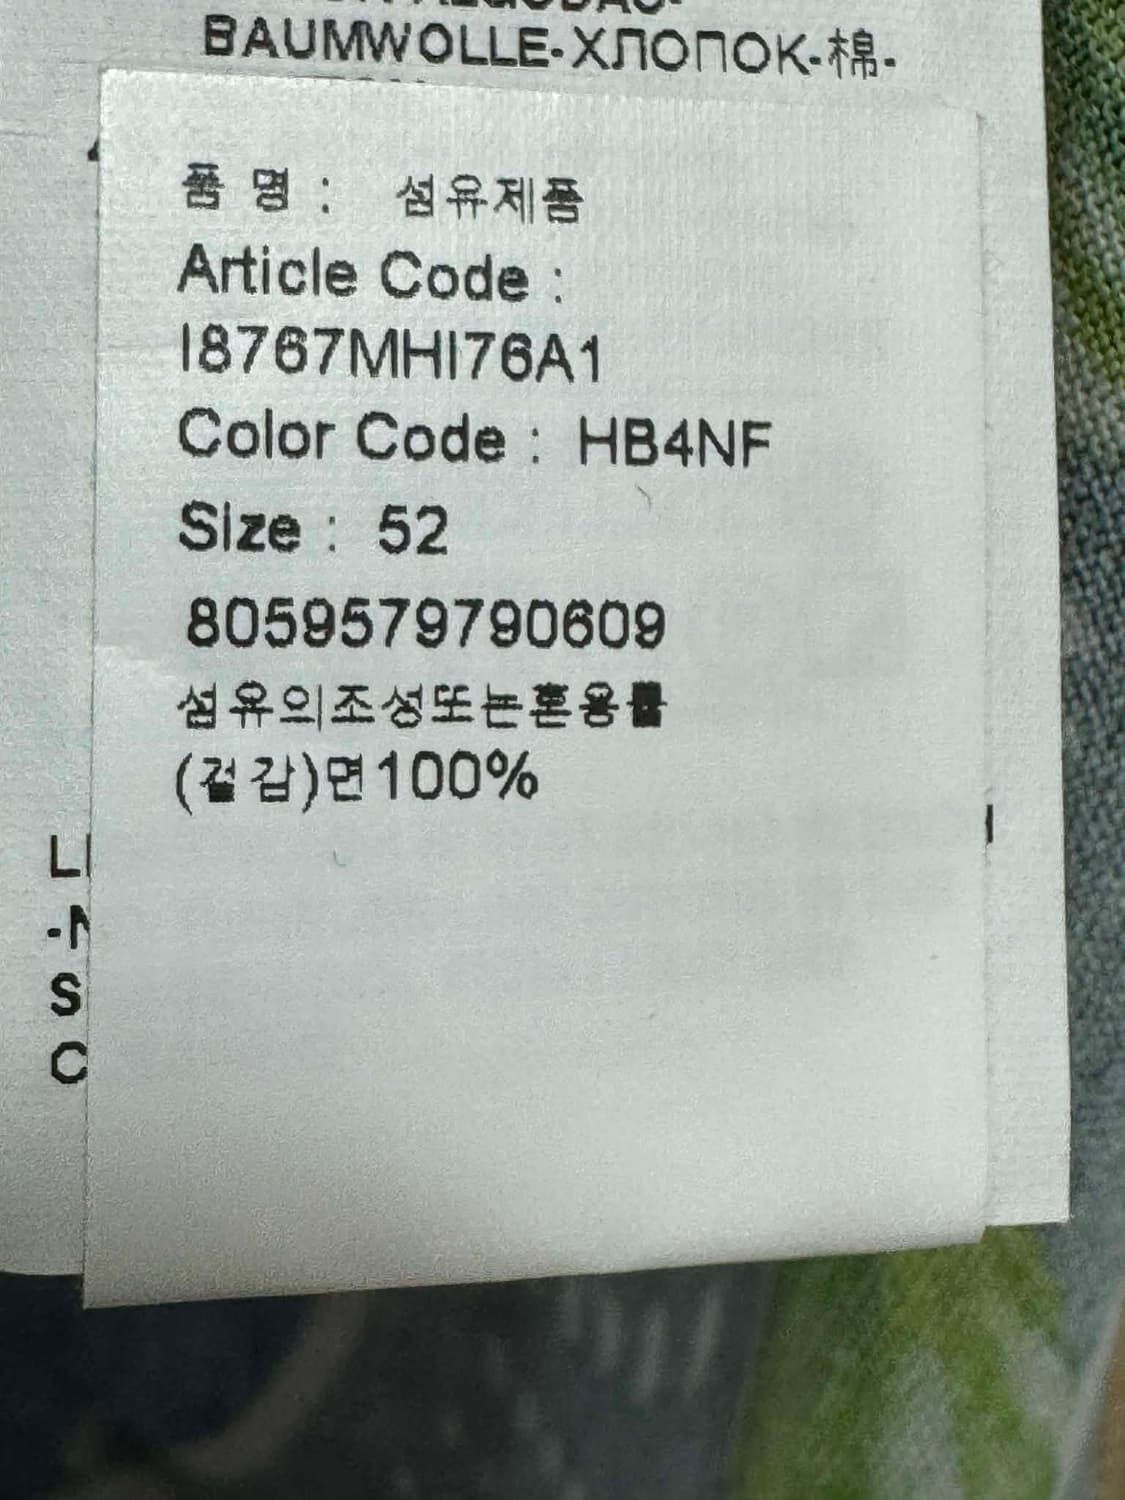 BAUMWOLLE-ХЛОПОК-棉-
품 명 : 섬유제품
Article Code :
I8767MHI76A1
Color Code : HB4NF
Size : 52
8059579790609
섬유의조성또는혼용률
(겉감)면100%
LI
-N
S
C